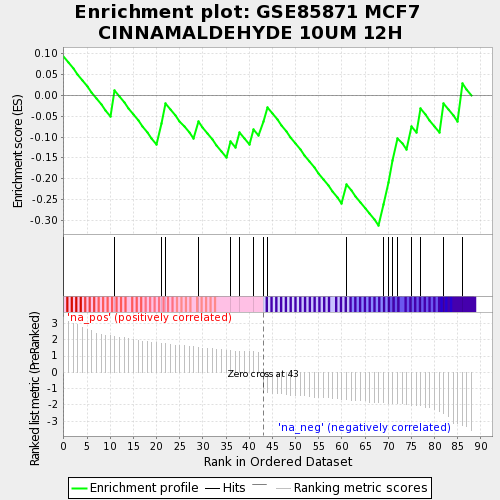 Enrichment plot: GSE85871 MCF7
CINNAMALDEHYDE 10UM 12H
Enrichment score (ES)
0.10
0.05
0.00
-0.05
-0.10
-0.15
-0.20
-0.25
-0.30
'na_pos' (positively correlated)
Ranked list metric (PreRanked)
3
2
1
0
-1
-2
-3
Zero cross at 43
'na_neg' (negatively correlated)
0 5 10 15 20 25 30 35 40 45 50 55 60 65 70 75 80 85 90
Rank in Ordered Dataset
Enrichment profile Hits Ranking metric scores